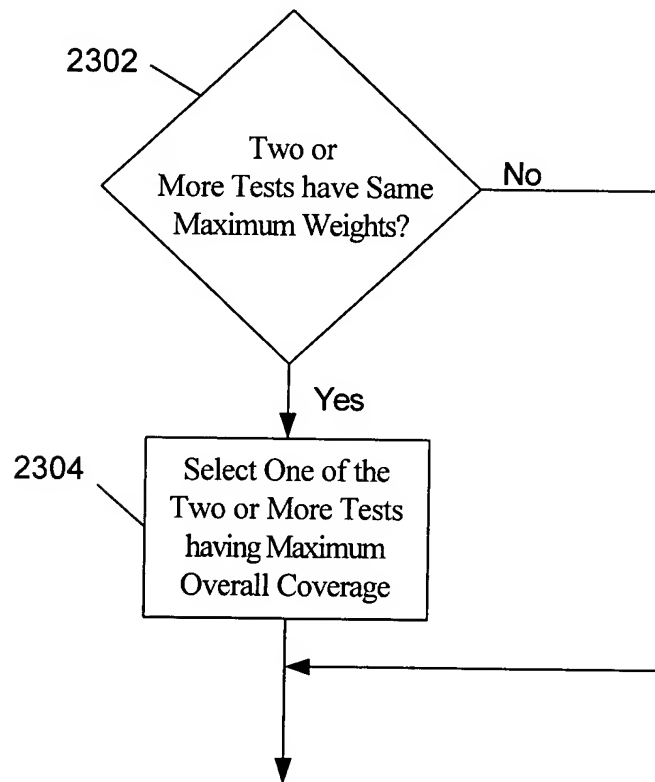 2302
Two or
More Tests have Same
Maximum Weights?
No
Yes
2304
Select One of the
Two or More Tests
having Maximum
Overall Coverage